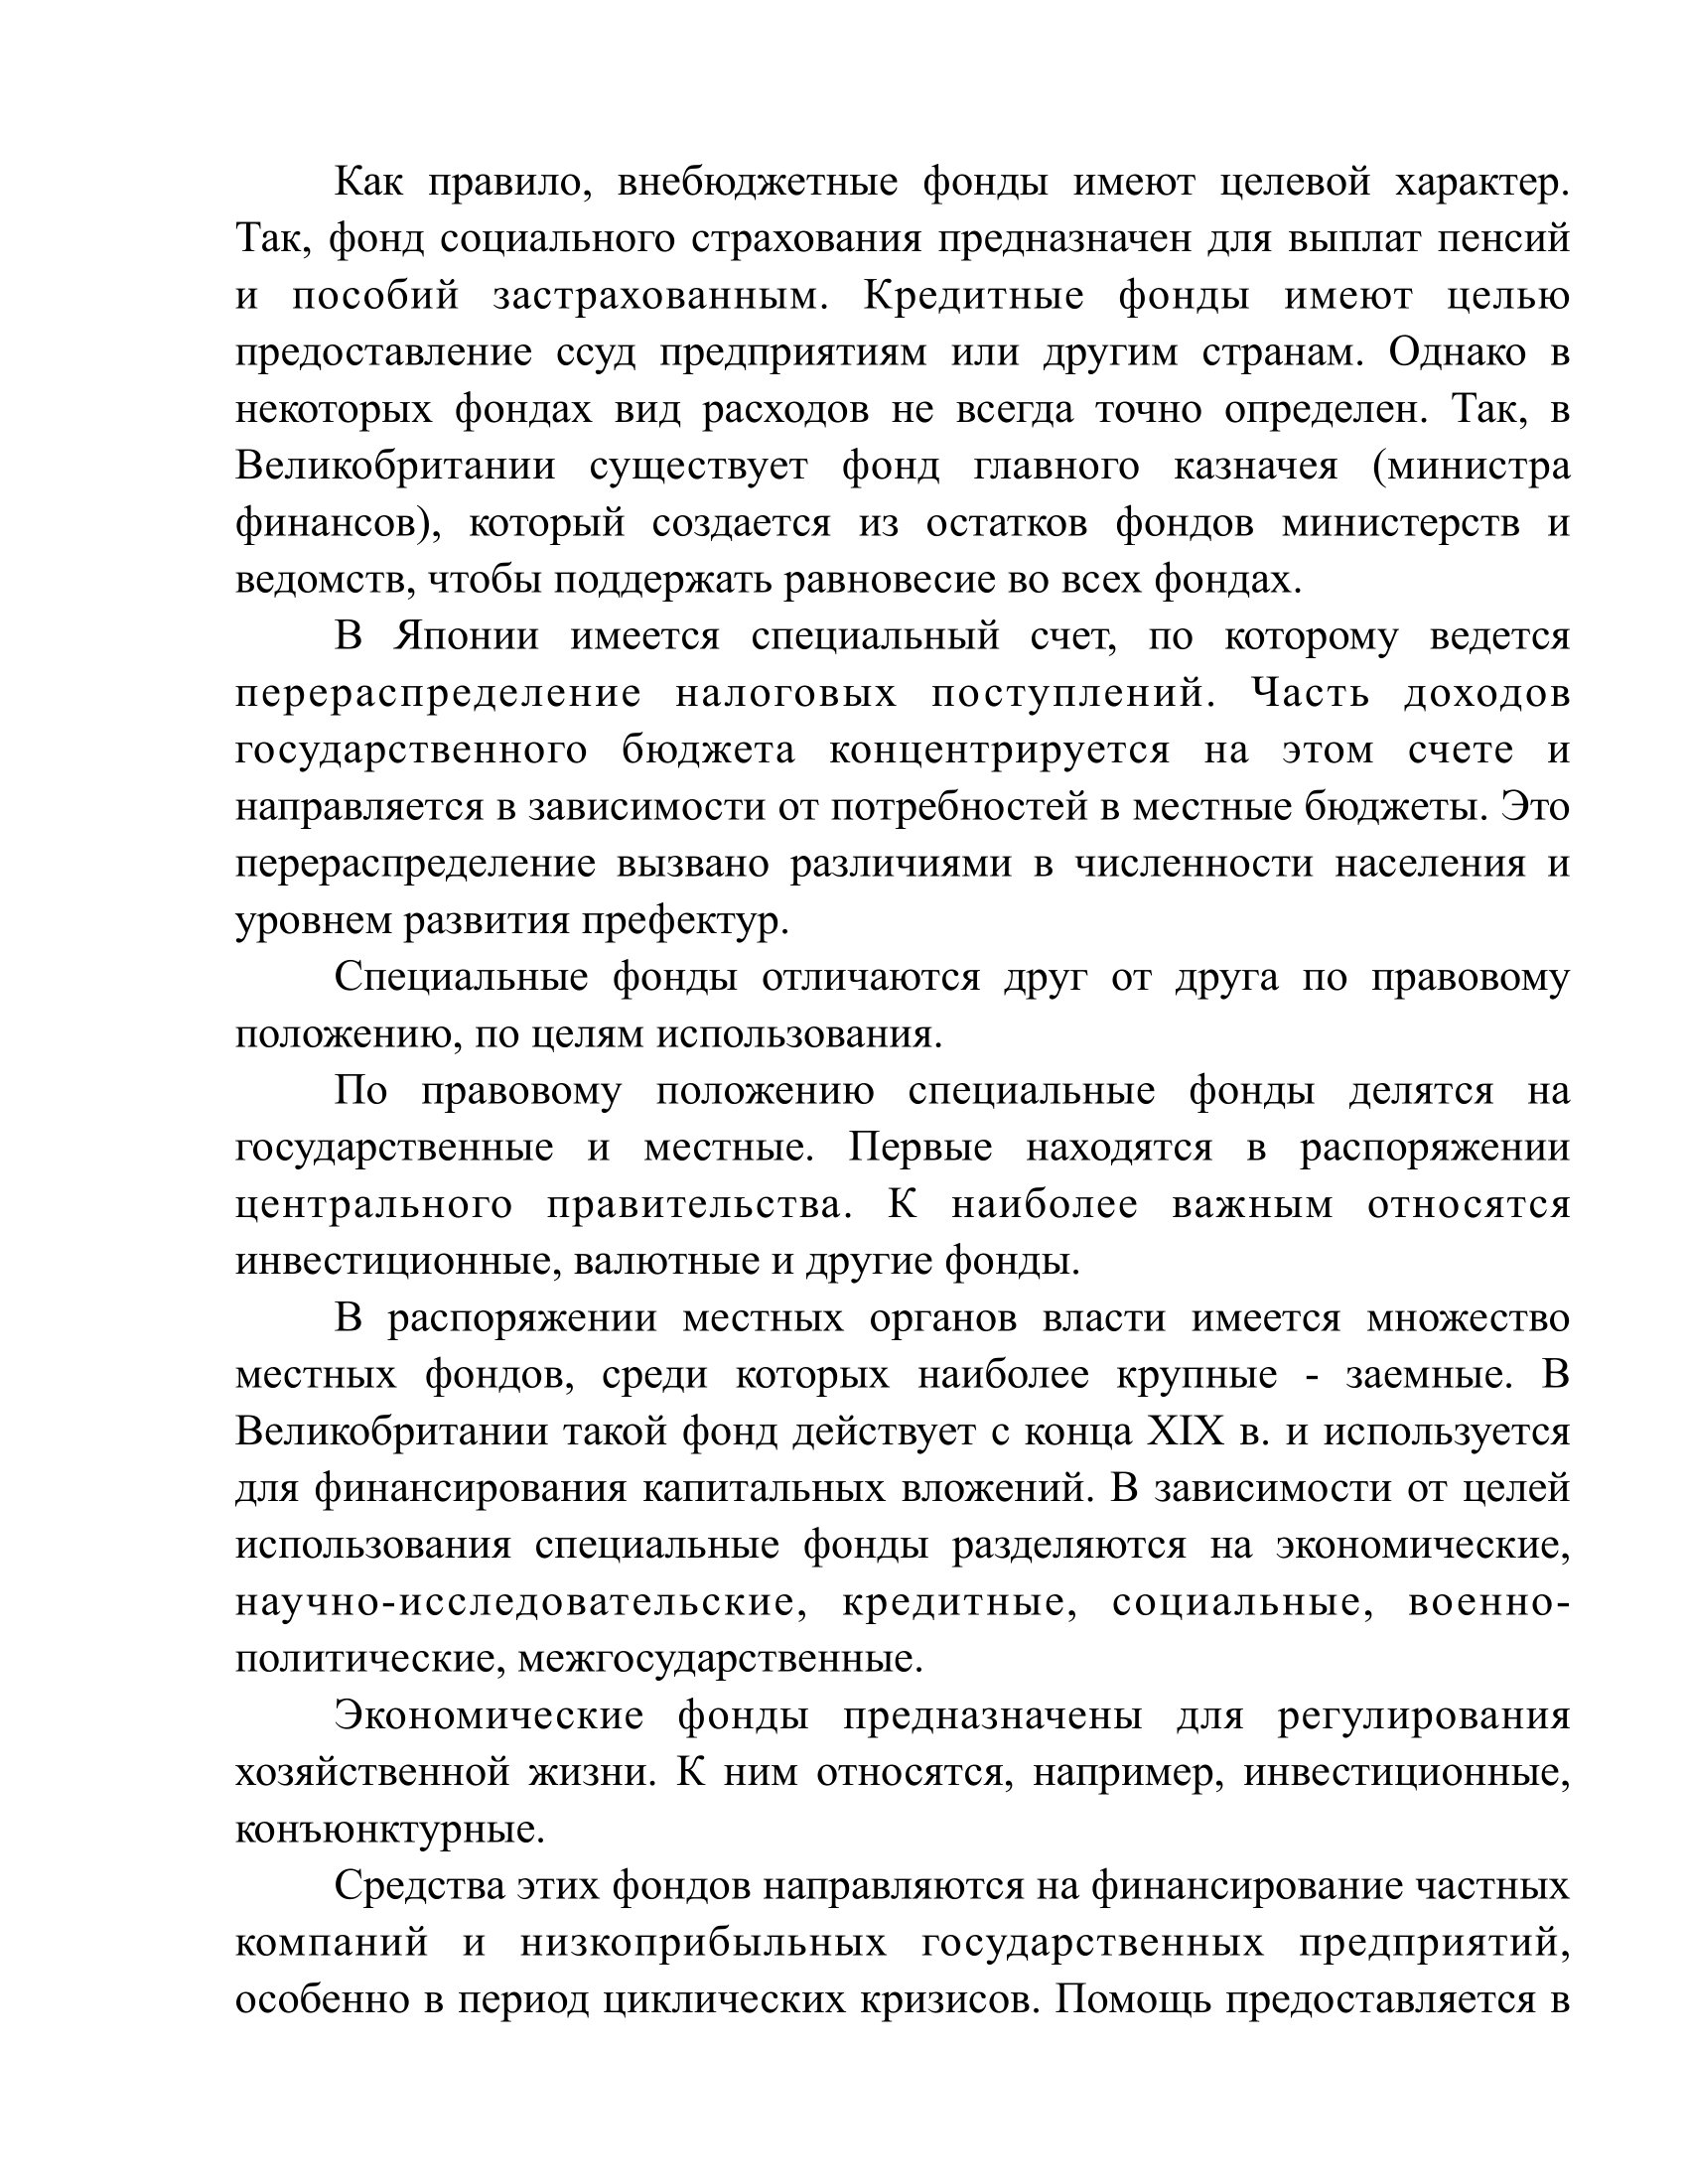 Как правило, внебюджетные фонды имеют целевой характер.
Так, фонд социального страхования предназначен для выплат пенсий
и пособий застрахованным. Кредитные фонды имеют целью
предоставление ссуд предприятиям или другим странам. Однако в
некоторых фондах вид расходов не всегда точно определен. Так, в
Великобритании существует фонд главного казначея (министра
финансов), который создается из остатков фондов министерств и
ведомств, чтобы поддержать равновесие во всех фондах.
В Японии имеется специальный счет, по которому ведется
перераспределение налоговых поступлений. Часть доходов
государственного бюджета концентрируется на этом счете и
направляется в зависимости от потребностей в местные бюджеты. Это
перераспределение вызвано различиями в численности населения и
уровнем развития префектур.
Специальные фонды отличаются друг от друга по правовому
положению, по целям использования.
По правовому положению специальные фонды делятся на
государственные и местные. Первые находятся в распоряжении
центрального правительства. К наиболее важным относятся
инвестиционные, валютные и другие фонды.
В распоряжении местных органов власти имеется множество
местных фондов, среди которых наиболее крупные - заемные. В
Великобритании такой фонд действует с конца XIX в. и используется
для финансирования капитальных вложений. В зависимости от целей
использования специальные фонды разделяются на экономические,
научно-исследовательские, кредитные, социальные, военно-
политические, межгосударственные.
Экономические фонды предназначены для регулирования
хозяйственной жизни. К ним относятся, например, инвестиционные,
конъюнктурные.
Средства этих фондов направляются на финансирование частных
компаний и низкоприбыльных государственных предприятий,
особенно в период циклических кризисов. Помощь предоставляется в